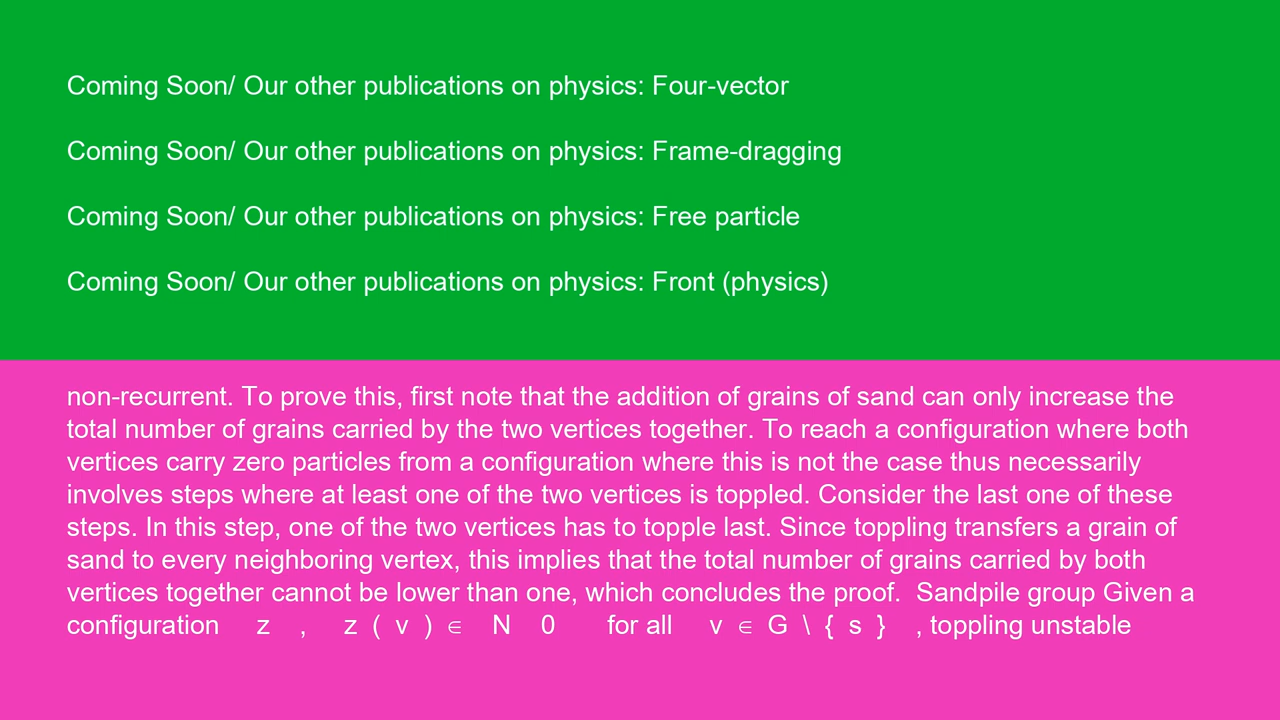 Coming Soon/ Our other publications on physics: Four-vector
Coming Soon/ Our other publications on physics: Frame-dragging
Coming Soon/ Our other publications on physics: Free particle
Coming Soon/ Our other publications on physics: Front (physics)
non-recurrent. To prove this, first note that the addition of grains of sand can only increase the
total number of grains carried by the two vertices together. To reach a configuration where both
vertices carry zero particles from a configuration where this is not the case thus necessarily
involves steps where at least one of the two vertices is toppled. Consider the last one of these
steps. In this step, one of the two vertices has to topple last. Since toppling transfers a grain of
sand to every neighboring vertex, this implies that the total number of grains carried by both
vertices together cannot be lower than one, which concludes the proof.  Sandpile group Given a
configuration z , z ( v ) ∈ N 0 for all v ∈ G \ { s } , toppling unstable